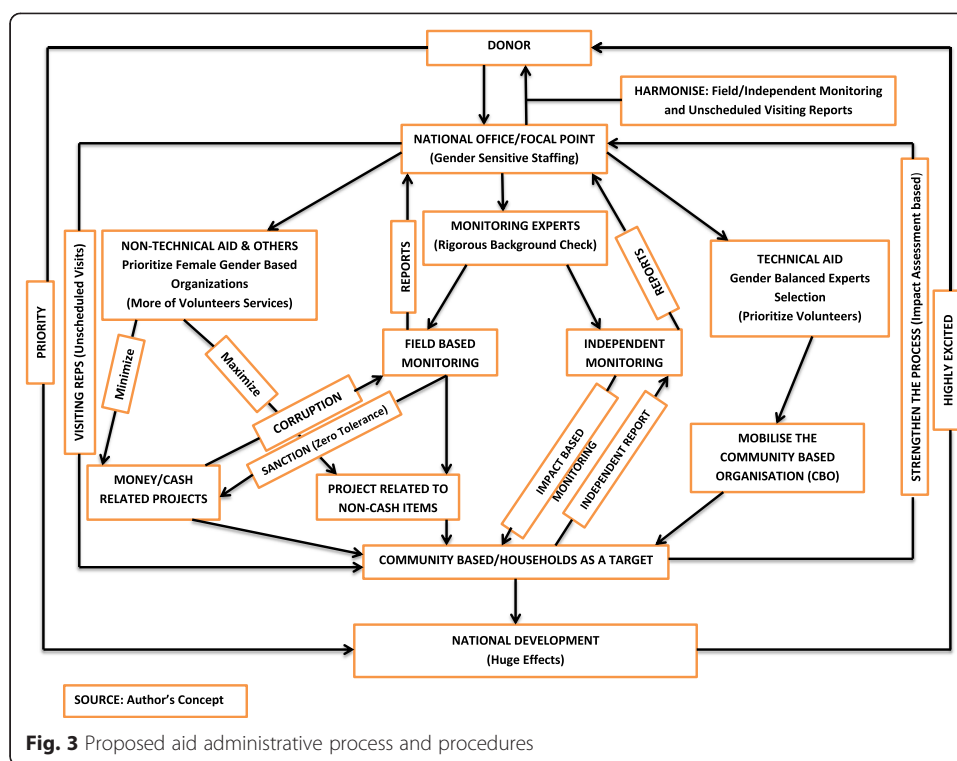 DONOR
HARMONISE: Field/Independent Monitoring
and Unscheduled Visiting Reports
NATIONAL OFFICE/FOCAL POINT
(Gender Sensitive Staffing)
NON-TECHNICAL AID & OTHERS
Prioritize Female Gender Based
Organizations
(More of Volunteers Services)
REPORTS
MONITORING EXPERTS
(Rigorous Background Check)
REPORTS
TECHNICAL AID
Gender Balanced Experts
Selection
(Prioritize Volunteers)
PRIORITY
VISITING REPS (Unscheduled Visits)
STRENGTHEN THE PROCESS (Impact Assessment based)
HIGHLY EXCITED
Minimize
Maximize
FIELD BASED
MONITORING
INDEPENDENT
MONITORING
CORRUPTION
SANCTION (Zero Tolerance)
IMPACT BASED
MONITORING
INDEPENDENT REPORT
MOBILISE THE
COMMUNITY BASED
ORGANISATION (CBO)
MONEY/CASH
RELATED PROJECTS
PROJECT RELATED TO
NON-CASH ITEMS
COMMUNITY BASED/HOUSEHOLDS AS A TARGET
NATIONAL DEVELOPMENT
(Huge Effects)
SOURCE: Author's Concept
Fig. 3 Proposed aid administrative process and procedures